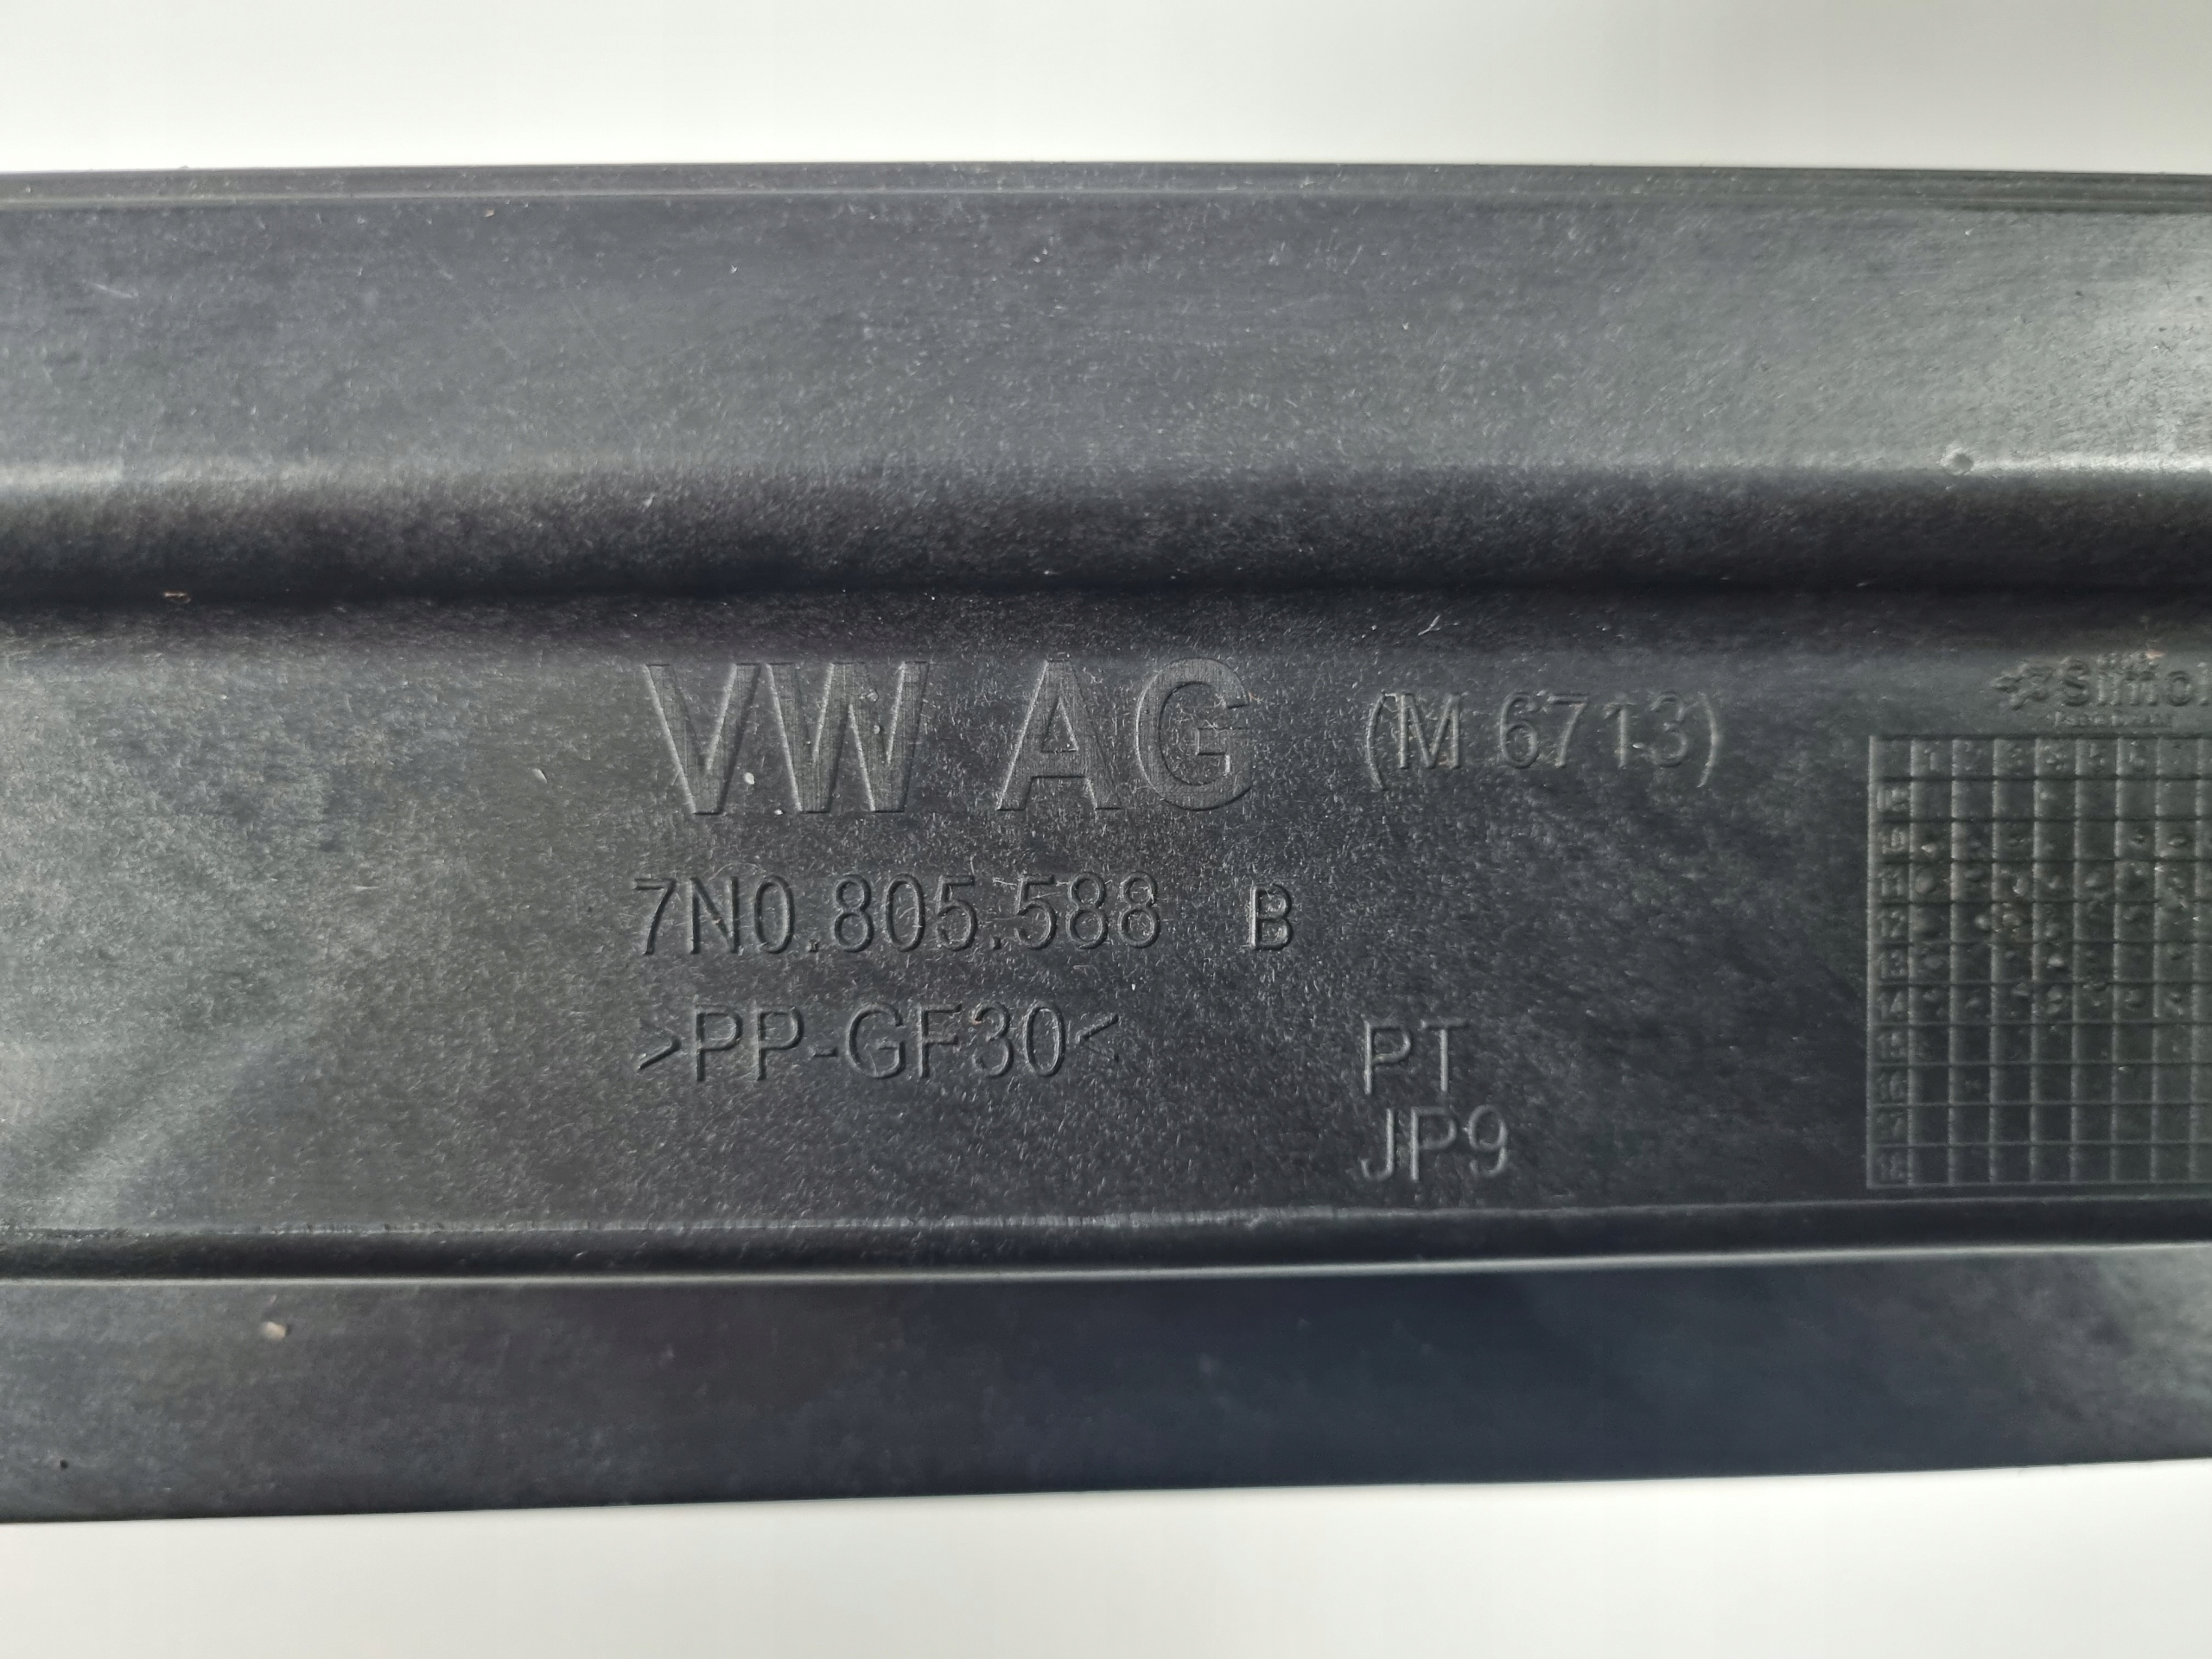 VW AG (M 6713)
7N0.805.588 B
>PP-GF30<
PT
JP9